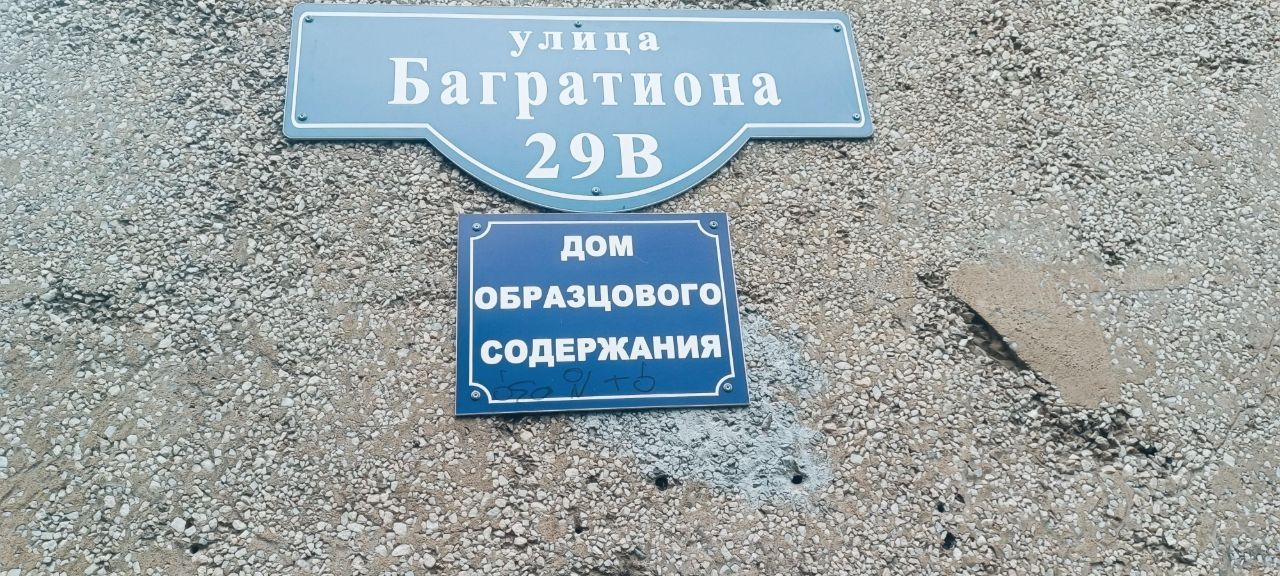 улица
Багратиона
29В
ДОМ
ОБРАЗЦОВОГО
СОДЕРЖАНИЯ